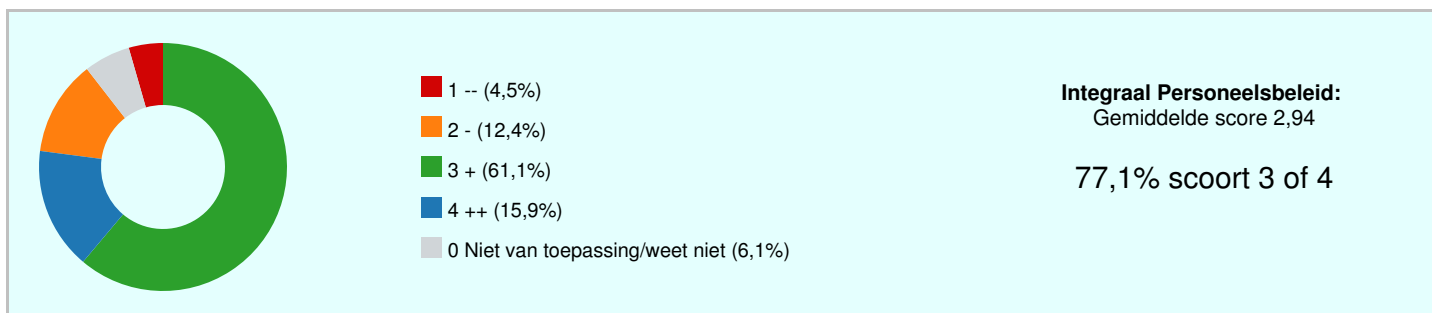 1 -- (4,5%)
2 - (12,4%)
3 + (61,1%)
4 ++ (15,9%)
0 Niet van toepassing/weet niet (6,1%)
Integraal Personeelsbeleid:
Gemiddelde score 2,94
77,1% scoort 3 of 4